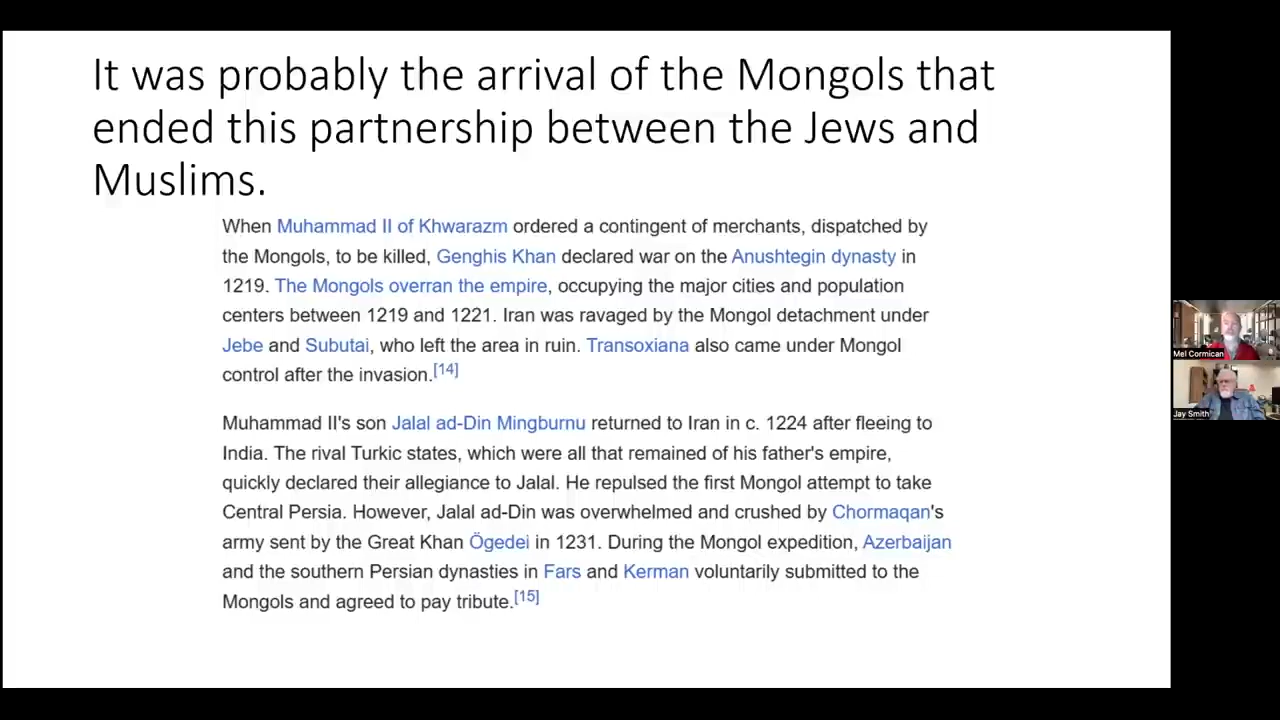 It was probably the arrival of the Mongols that
ended this partnership between the Jews and
Muslims.
When Muhammad II of Khwarazm ordered a contingent of merchants, dispatched by
the Mongols, to be killed, Genghis Khan declared war on the Anushtegin dynasty in
1219. The Mongols overran the empire, occupying the major cities and population
centers between 1219 and 1221. Iran was ravaged by the Mongol detachment under
Jebe and Subutai, who left the area in ruin. Transoxiana also came under Mongol
control after the invasion.[14]
Muhammad II's son Jalal ad-Din Mingburnu returned to Iran in c. 1224 after fleeing to
India. The rival Turkic states, which were all that remained of his father's empire,
quickly declared their allegiance to Jalal. He repulsed the first Mongol attempt to take
Central Persia. However, Jalal ad-Din was overwhelmed and crushed by Chormaqan's
army sent by the Great Khan Ögedei in 1231. During the Mongol expedition, Azerbaijan
and the southern Persian dynasties in Fars and Kerman voluntarily submitted to the
Mongols and agreed to pay tribute.[15]
Mel Cormican
Jay Smith